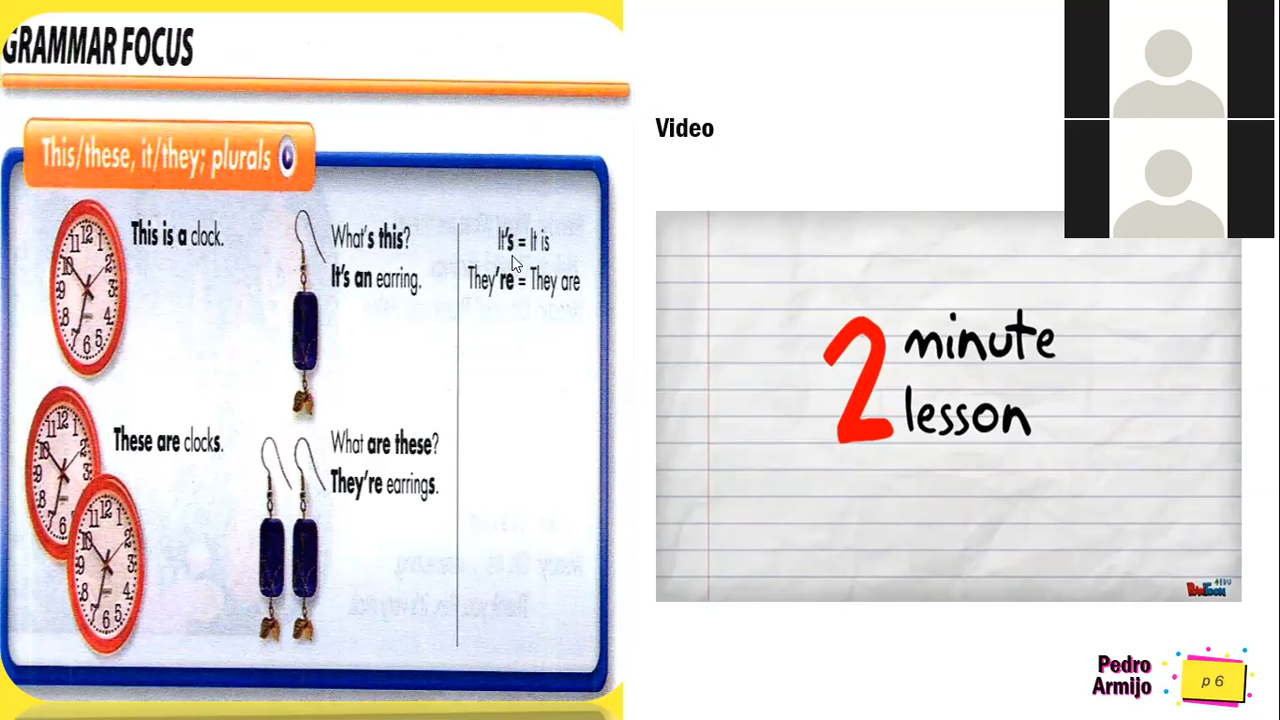 GRAMMAR FOCUS
This/these, it/they; plurals
This is a clock.
What's this?
It's an earring.
It's = It is
They're = They are
These are clocks.
What are these?
They're earrings.
Video
2 minute
lesson
PowToon
4EDU
Pedro
Armijo
p 6